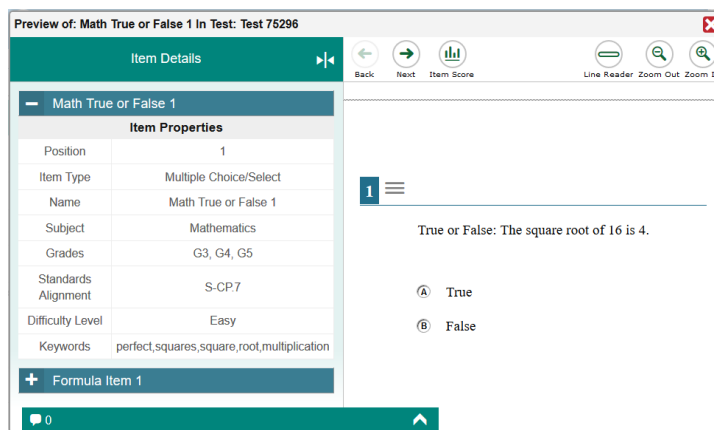 Preview of: Math True or False 1 In Test: Test 75296
Item Details
Back Next Item Score Line Reader Zoom Out Zoom I
Math True or False 1
Item Properties
Position 1
Item Type Multiple Choice/Select
Name Math True or False 1
Subject Mathematics
Grades G3, G4, G5
Standards
Alignment S-CP.7
Difficulty Level Easy
Keywords perfect,squares,square,root,multiplication
Formula Item 1
0
1
True or False: The square root of 16 is 4.
A True
B False